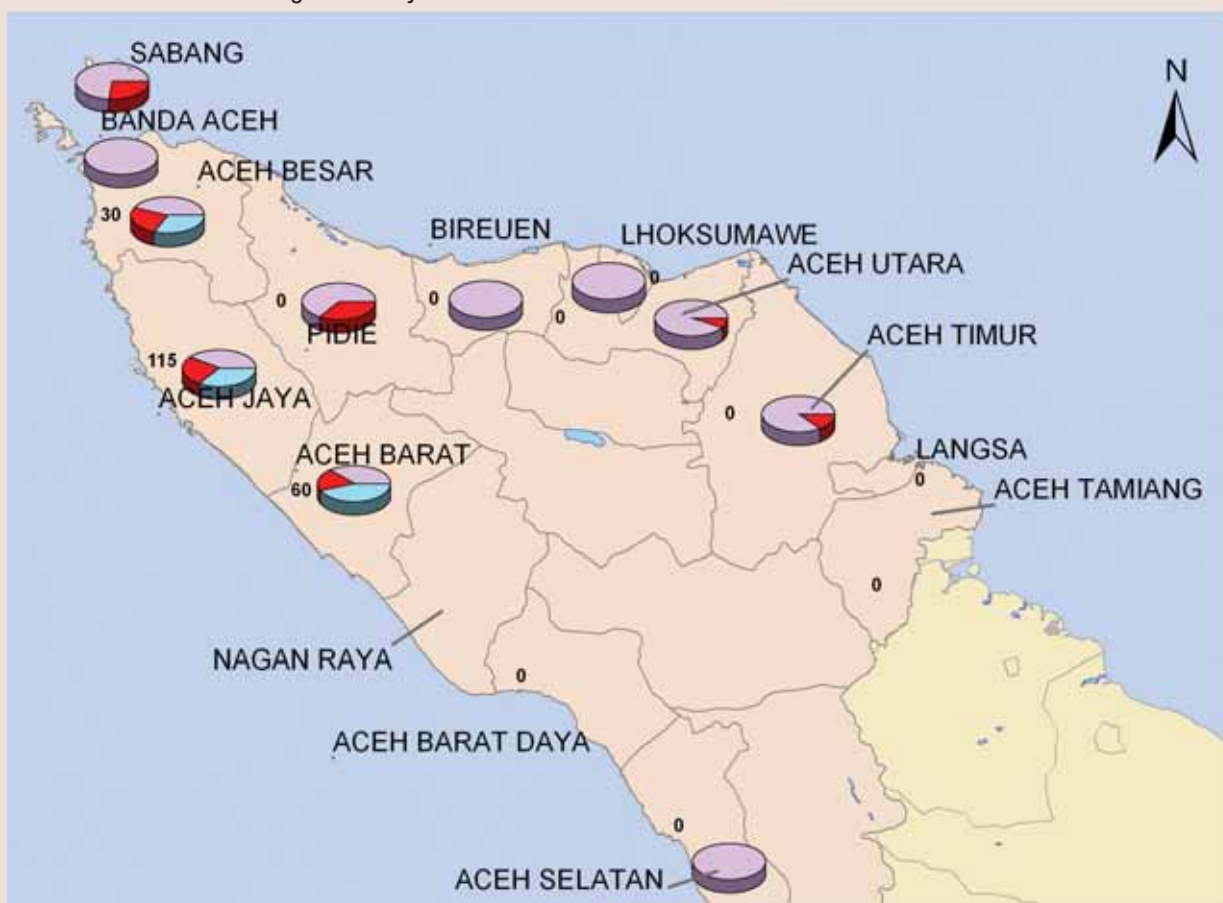 SABANG
N
BANDA ACEH
ACEH BESAR
30
BIREUEN
LHOKSUMAWE
0
ACEH UTARA
0
0
0
PIDIE
ACEH TIMUR
115
ACEH JAYA
0
ACEH BARAT
60
LANGSA
0
ACEH TAMIANG
0
NAGAN RAYA
0
ACEH BARAT DAYA
0
ACEH SELATAN